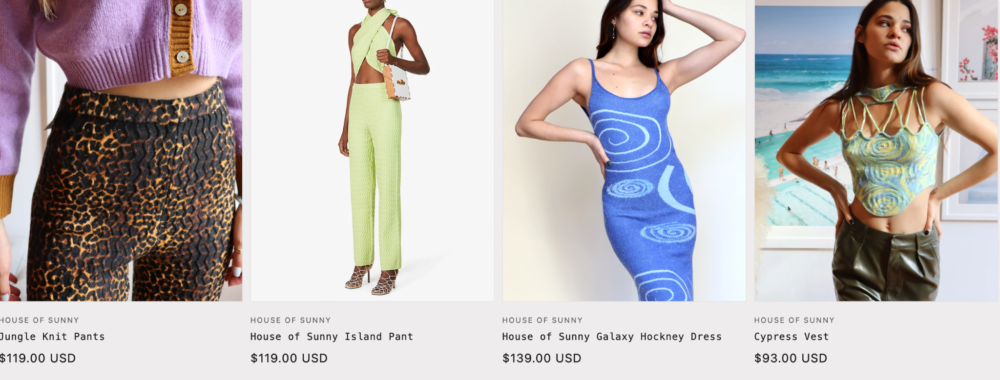 HOUSE OF SUNNY
Jungle Knit Pants
$119.00 USD
HOUSE OF SUNNY
House of Sunny Island Pant
$119.00 USD
HOUSE OF SUNNY
House of Sunny Galaxy Hockney Dress
$139.00 USD
HOUSE OF SUNNY
Cypress Vest
$93.00 USD